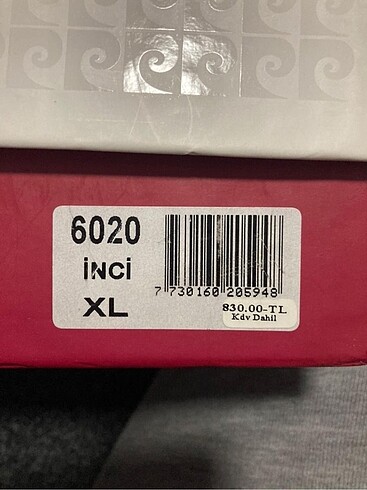 6020
İNCİ
XL
7 730160 205948
830.00-TL
Kdv Dahil